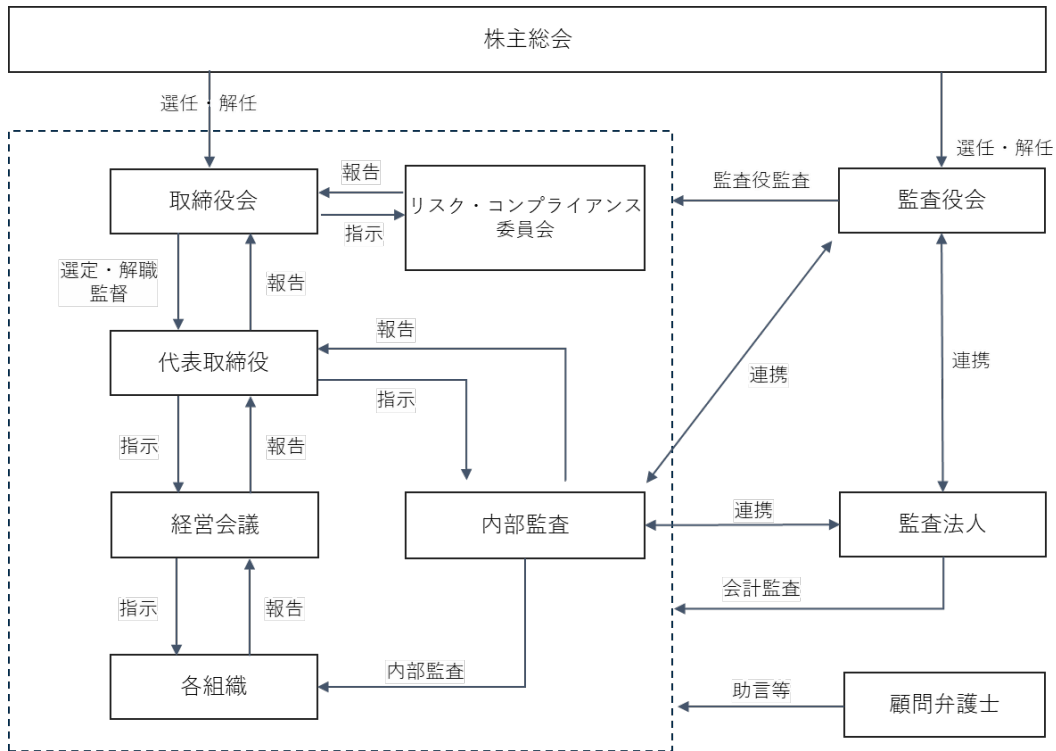 株主総会
選任・解任
選任・解任
報告
監査役監査
取締役会
リスク・コンプライアンス
委員会
監査役会
指示
選定・解職
監督
報告
報告
代表取締役
連携
連携
指示
指示
報告
経営会議
内部監査
連携
監査法人
会計監査
指示
報告
内部監査
各組織
助言等
顧問弁護士